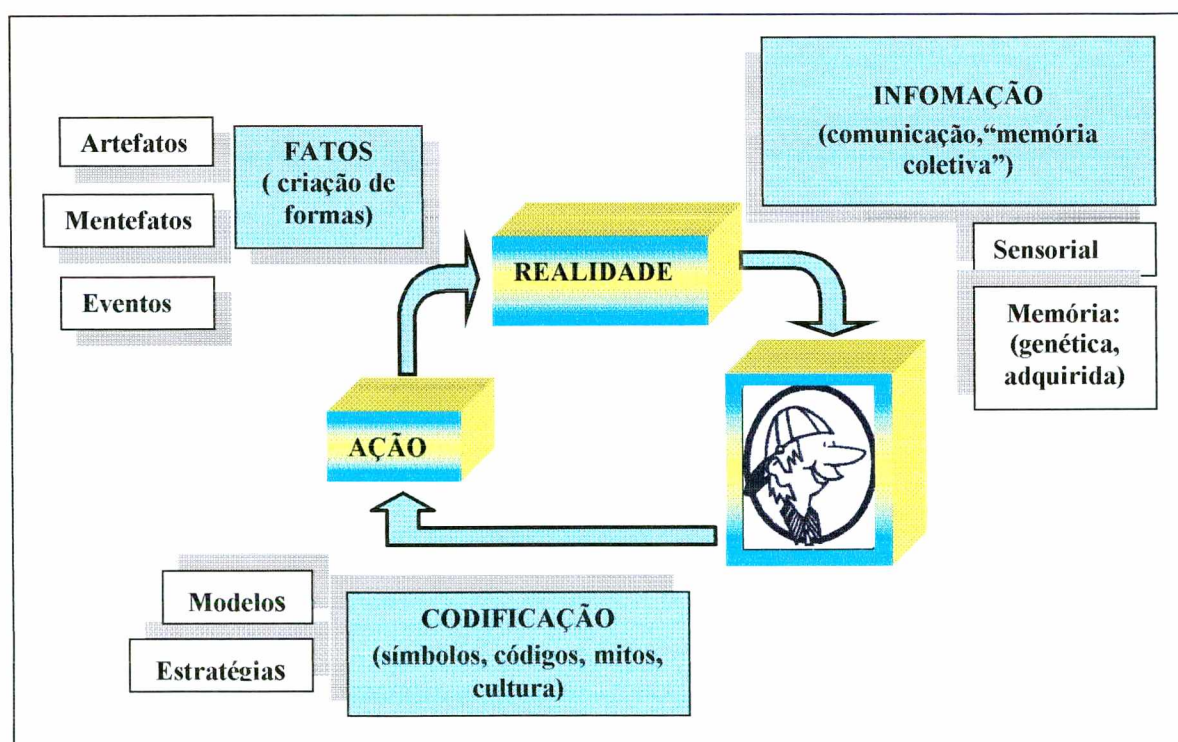 Artefatos
Mentefatos
Eventos
FATOS
( criação de
formas)
INFOMAÇÃO
(comunicação,“memória
coletiva”)
Sensorial
Memória:
(genética,
adquirida)
REALIDADE
AÇÃO
Modelos
Estratégias
CODIFICAÇÃO
(símbolos, códigos, mitos,
cultura)